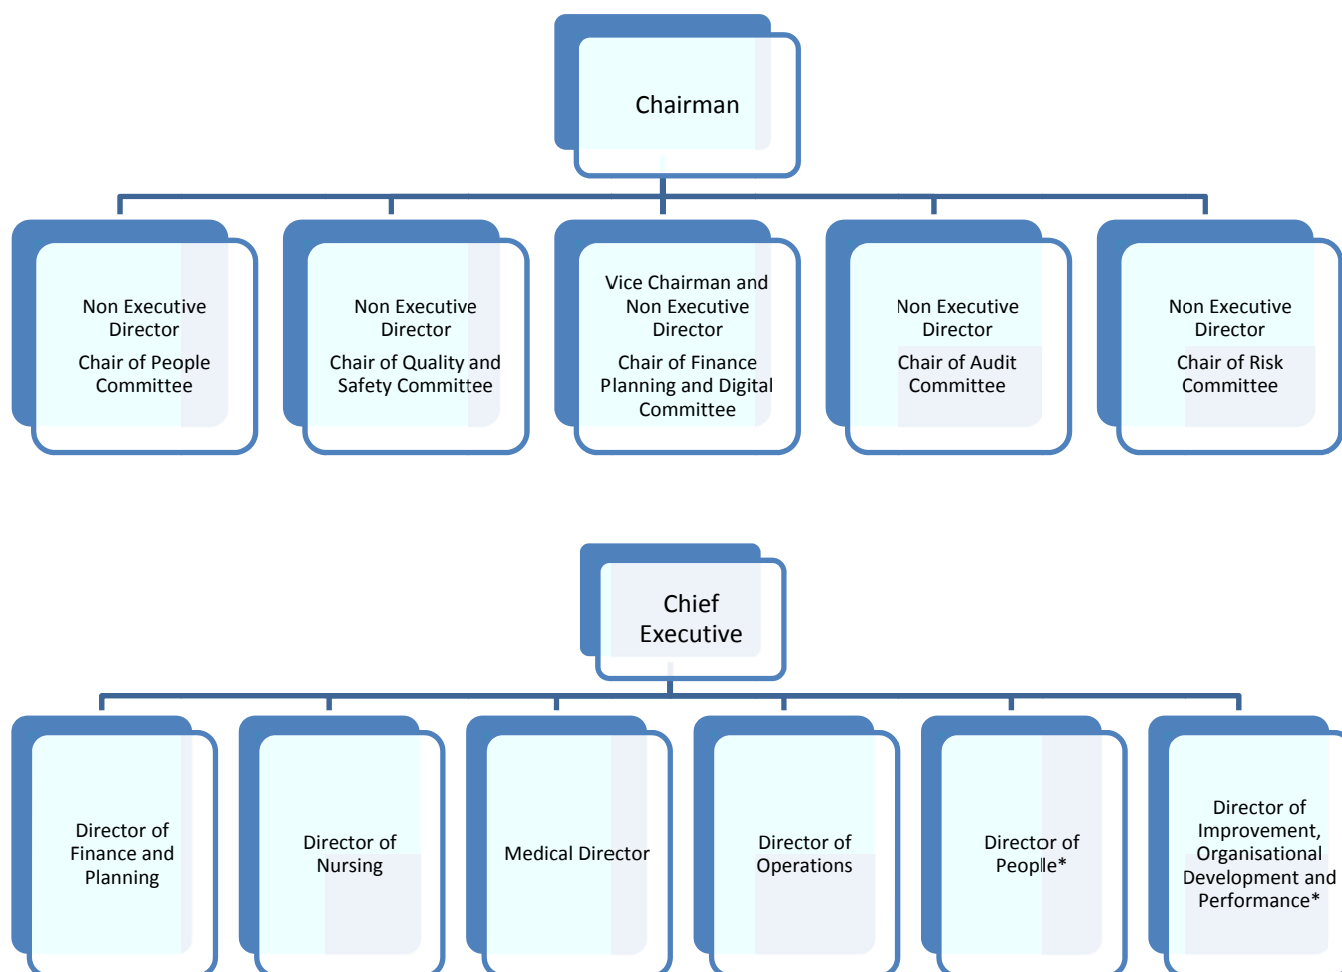 Chairman
Non Executive
Director
Chair of People
Committee
Non Executive
Director
Chair of Quality and
Safety Committee
Vice Chairman and
Non Executive
Director
Chair of Finance
Planning and Digital
Committee
Non Executive
Director
Chair of Audit
Committee
Non Executive
Director
Chair of Risk
Committee
Chief
Executive
Director of
Finance and
Planning
Director of
Nursing
Medical Director
Director of
Operations
Director of
People*
Director of
Improvement,
Organisational
Development and
Performance*